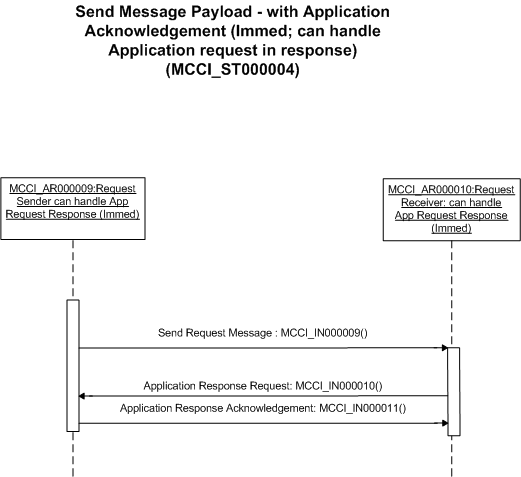 Send Message Payload - with Application
Acknowledgement (Immed; can handle
Application request in response)
(MCCI_ST000004)
MCCI_AR000009:Request
Sender can handle App
Request Response (Immed)
MCCI_AR000010:Request
Receiver: can handle
App Request Response
(Immed)
Send Request Message : MCCI_IN000009()
Application Response Request: MCCI_IN000010()
Application Response Acknowledgement: MCCI_IN000011()